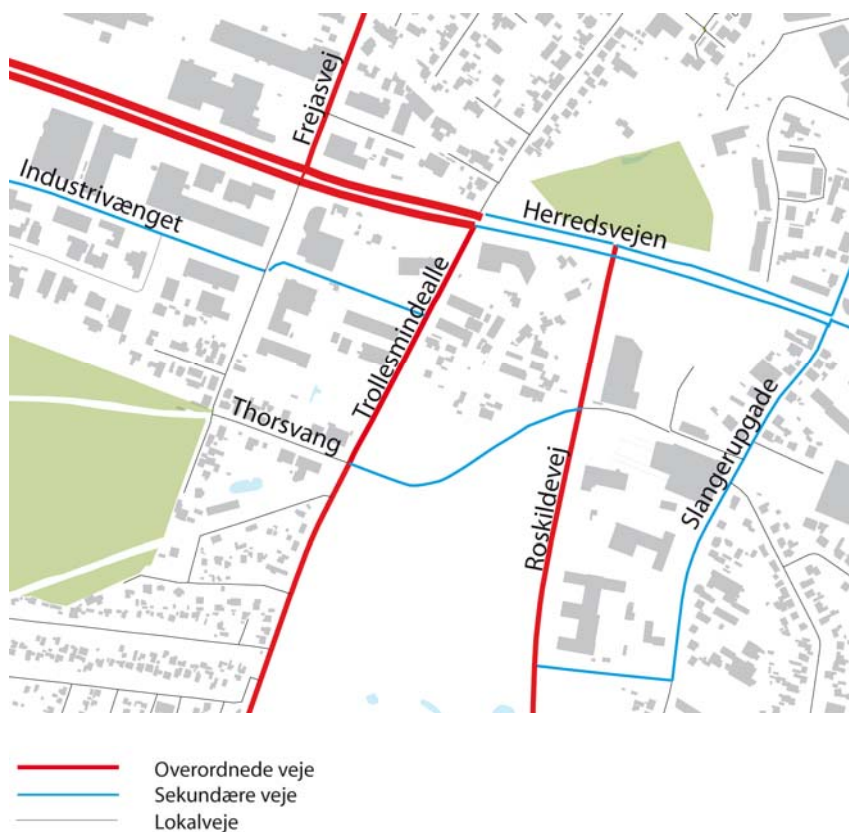 Frejasvej
Industrivænget
Herredsvejen
Trollesmindealle
Thorsvang
Roskildevej
Slangerupgade
Overordnede veje
Sekundære veje
Lokalveje